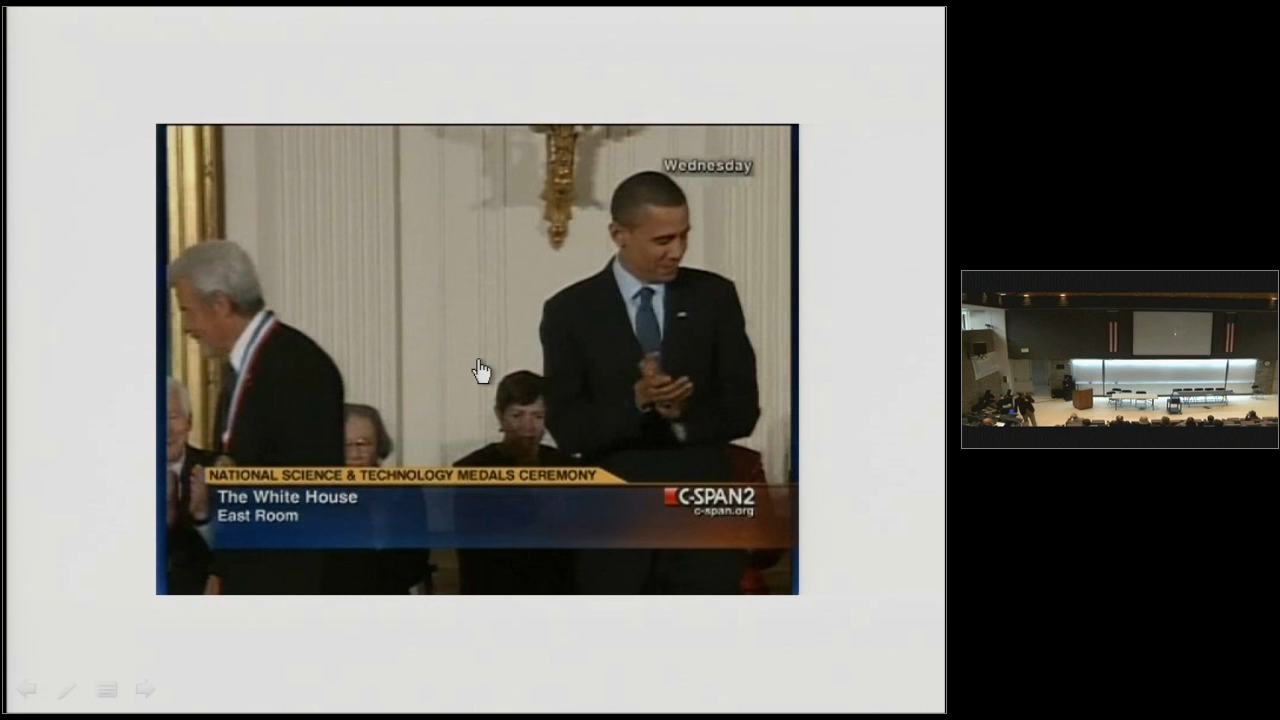 Wednesday
NATIONAL SCIENCE & TECHNOLOGY MEDALS CEREMONY
The White House
East Room
C-SPAN2
c-span.org